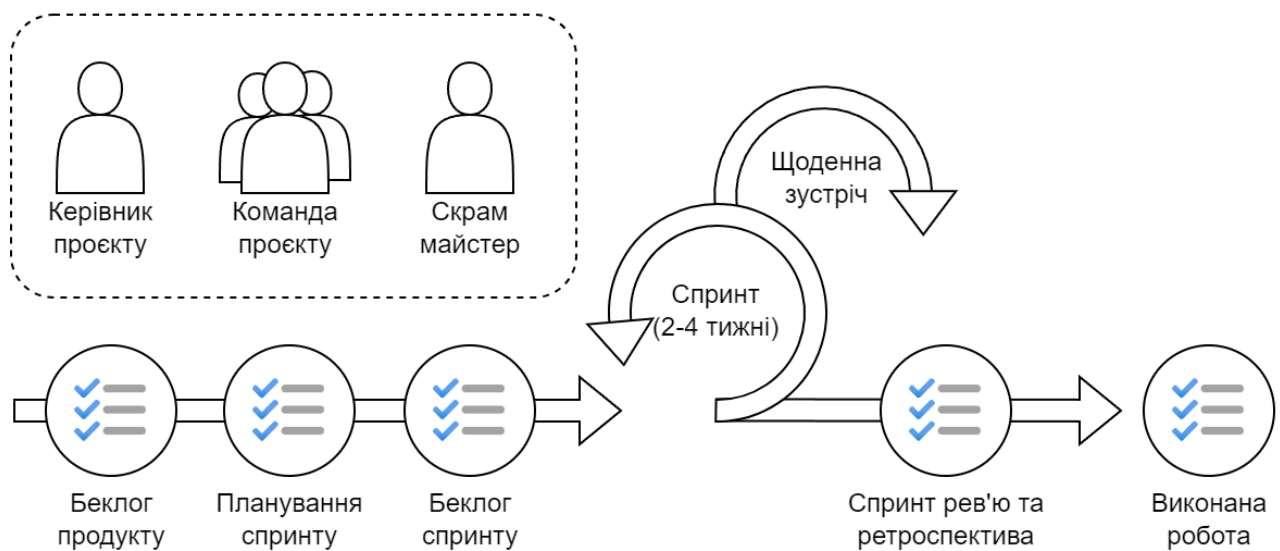 Керівник
проєкту
Команда
проєкту
Скрам
майстер
Щоденна
зустріч
Спринт
(2-4 тижні)
Беклог
продукту
Планування
спринту
Беклог
спринту
Спринт рев'ю та
ретроспектива
Виконана
робота